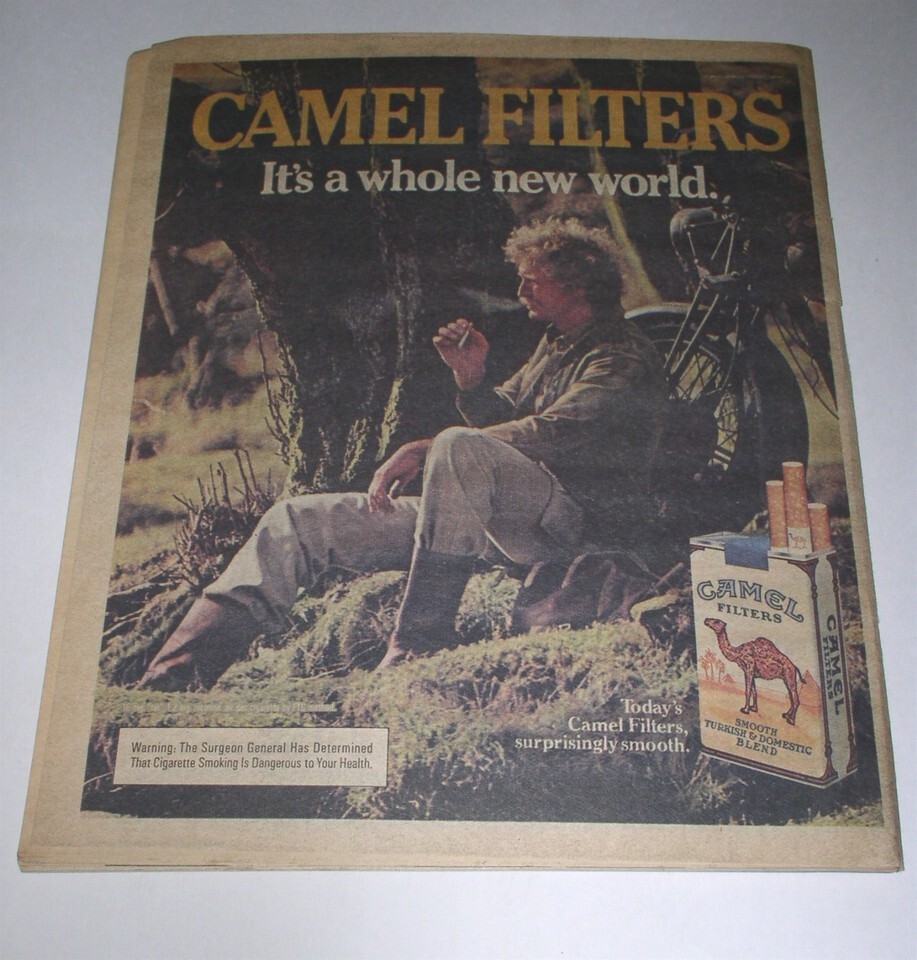 CAMEL FILTERS
It's a whole new world.
CAMEL
FILTERS
CAMEL
FILTERS
SMOOTH
TURKISH & DOMESTIC
BLEND
Today's
Camel Filters,
surprisingly smooth.
Warning: The Surgeon General Has Determined
That Cigarette Smoking Is Dangerous to Your Health.